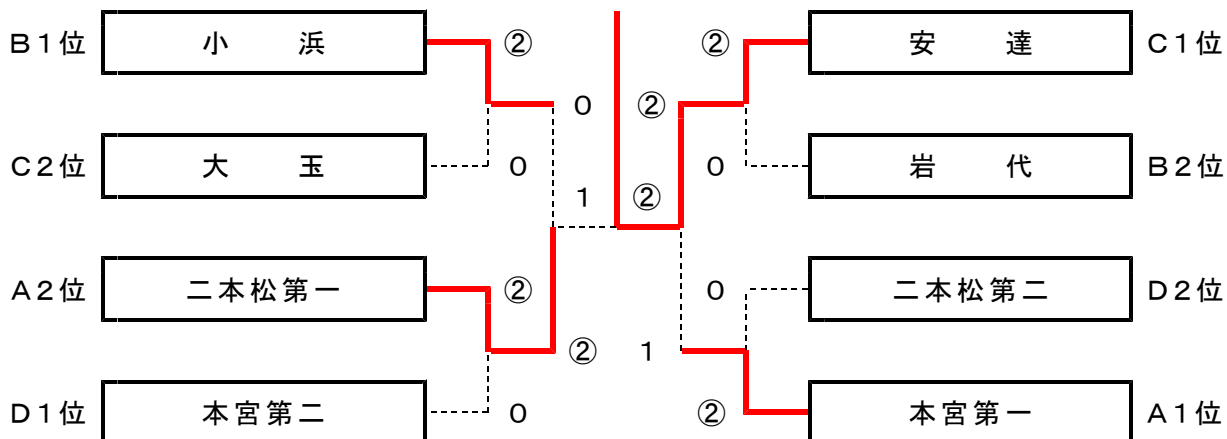 B1位 小　浜 ② ② 安　達 C1位
0 ②
C2位 大　玉 0 0 岩　代 B2位
1 ②
A2位 二本松第一 ② 0 二本松第二 D2位
② 1
D1位 本宮第二 0 ② 本宮第一 A1位